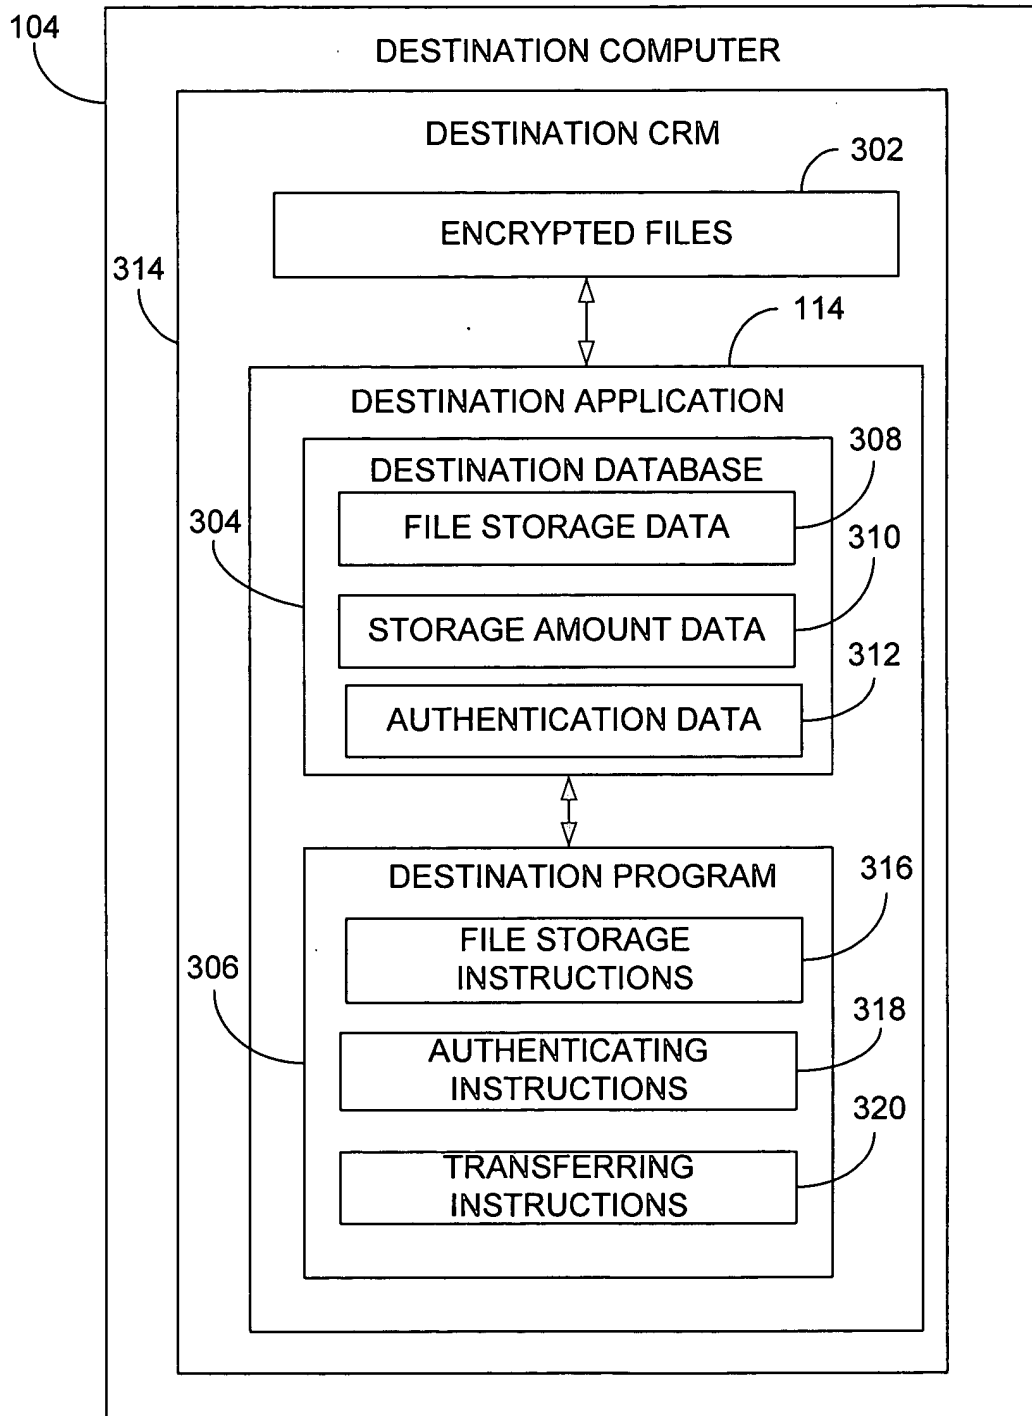 104
DESTINATION COMPUTER
DESTINATION CRM
302
ENCRYPTED FILES
314
114
DESTINATION APPLICATION
308
DESTINATION DATABASE
304
FILE STORAGE DATA
310
STORAGE AMOUNT DATA
312
AUTHENTICATION DATA
DESTINATION PROGRAM
316
FILE STORAGE
INSTRUCTIONS
306
318
AUTHENTICATING
INSTRUCTIONS
320
TRANSFERRING
INSTRUCTIONS